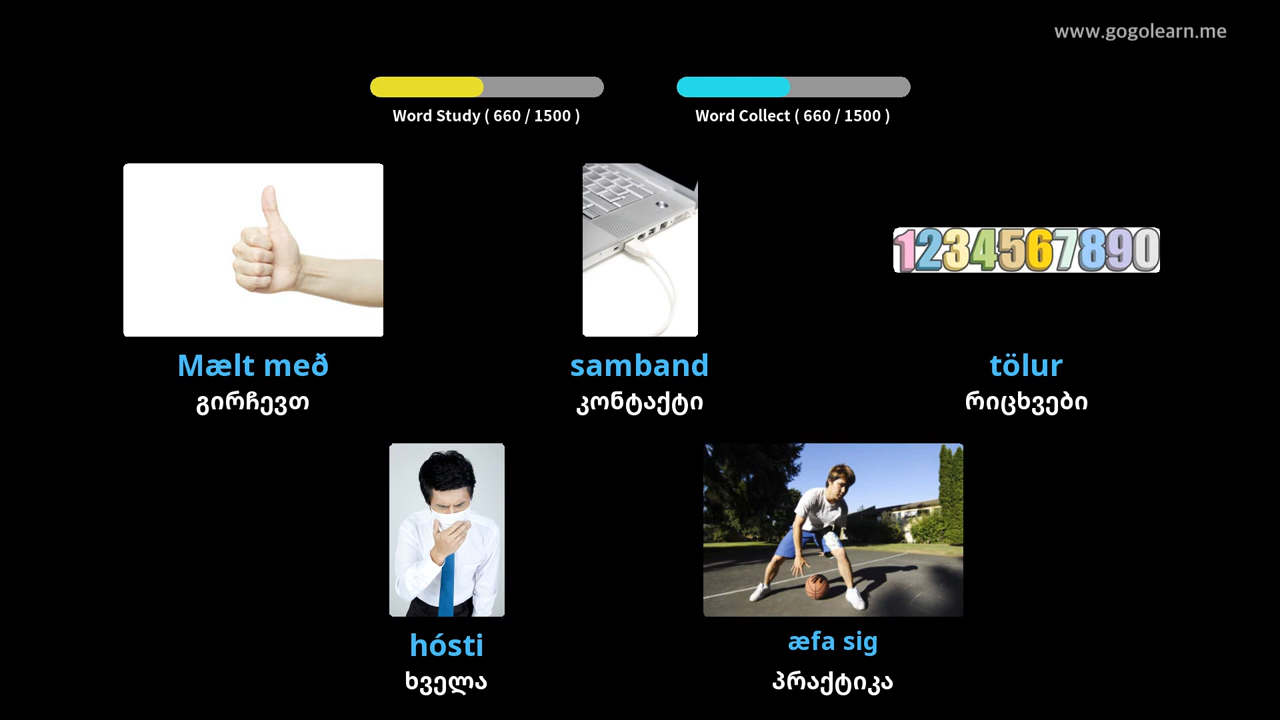 www.gogolearn.me
Word Study ( 660 / 1500 )
Word Collect ( 660 / 1500 )
1234567890
Mælt með
გირჩევთ
samband
კონტაქტი
tölur
რიცხვები
hósti
ხველა
æfa sig
პრაქტიკა